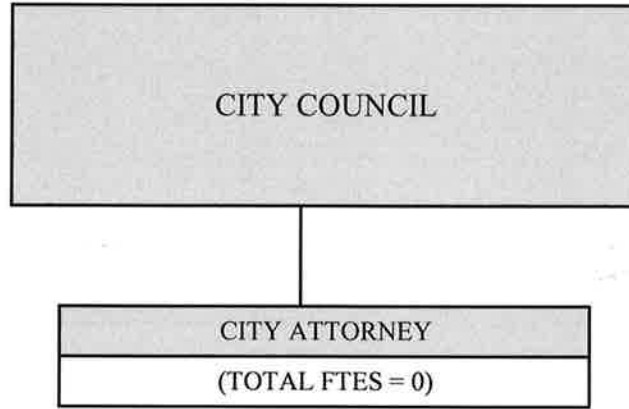 CITY COUNCIL
CITY ATTORNEY
(TOTAL FTES = 0)